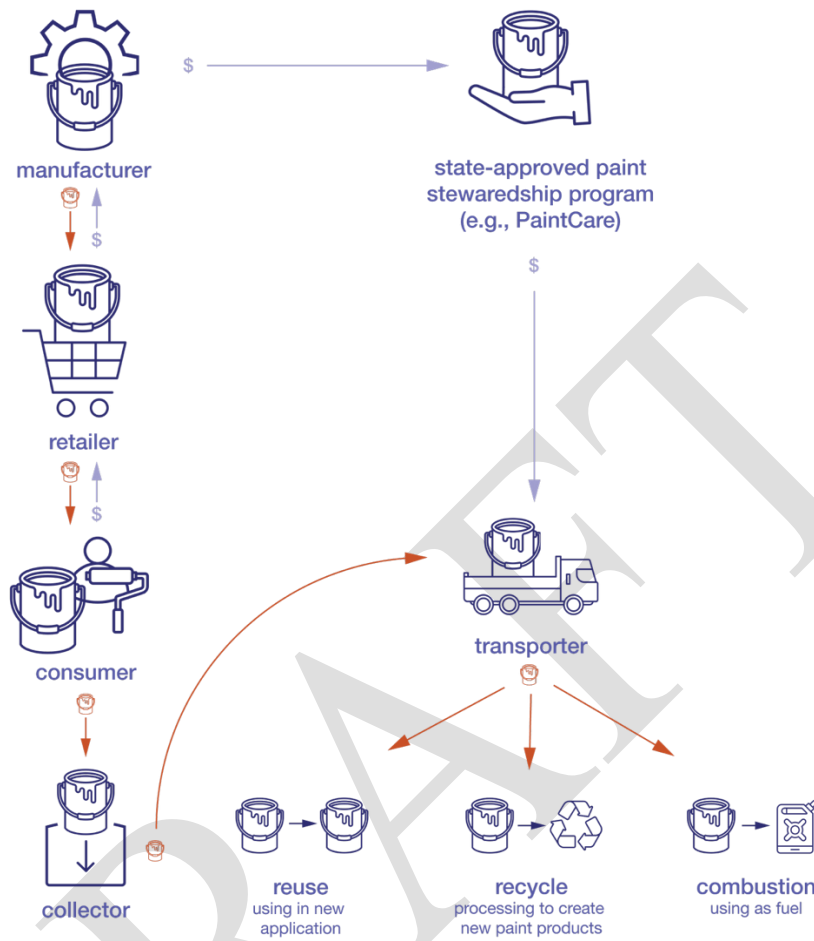 $
manufacturer
state-approved paint
stewaredship program
(e.g., PaintCare)
$
$
retailer
$
consumer
transporter
collector
reuse
using in new
application
recycle
processing to create
new paint products
combustion
using as fuel
DRAFT